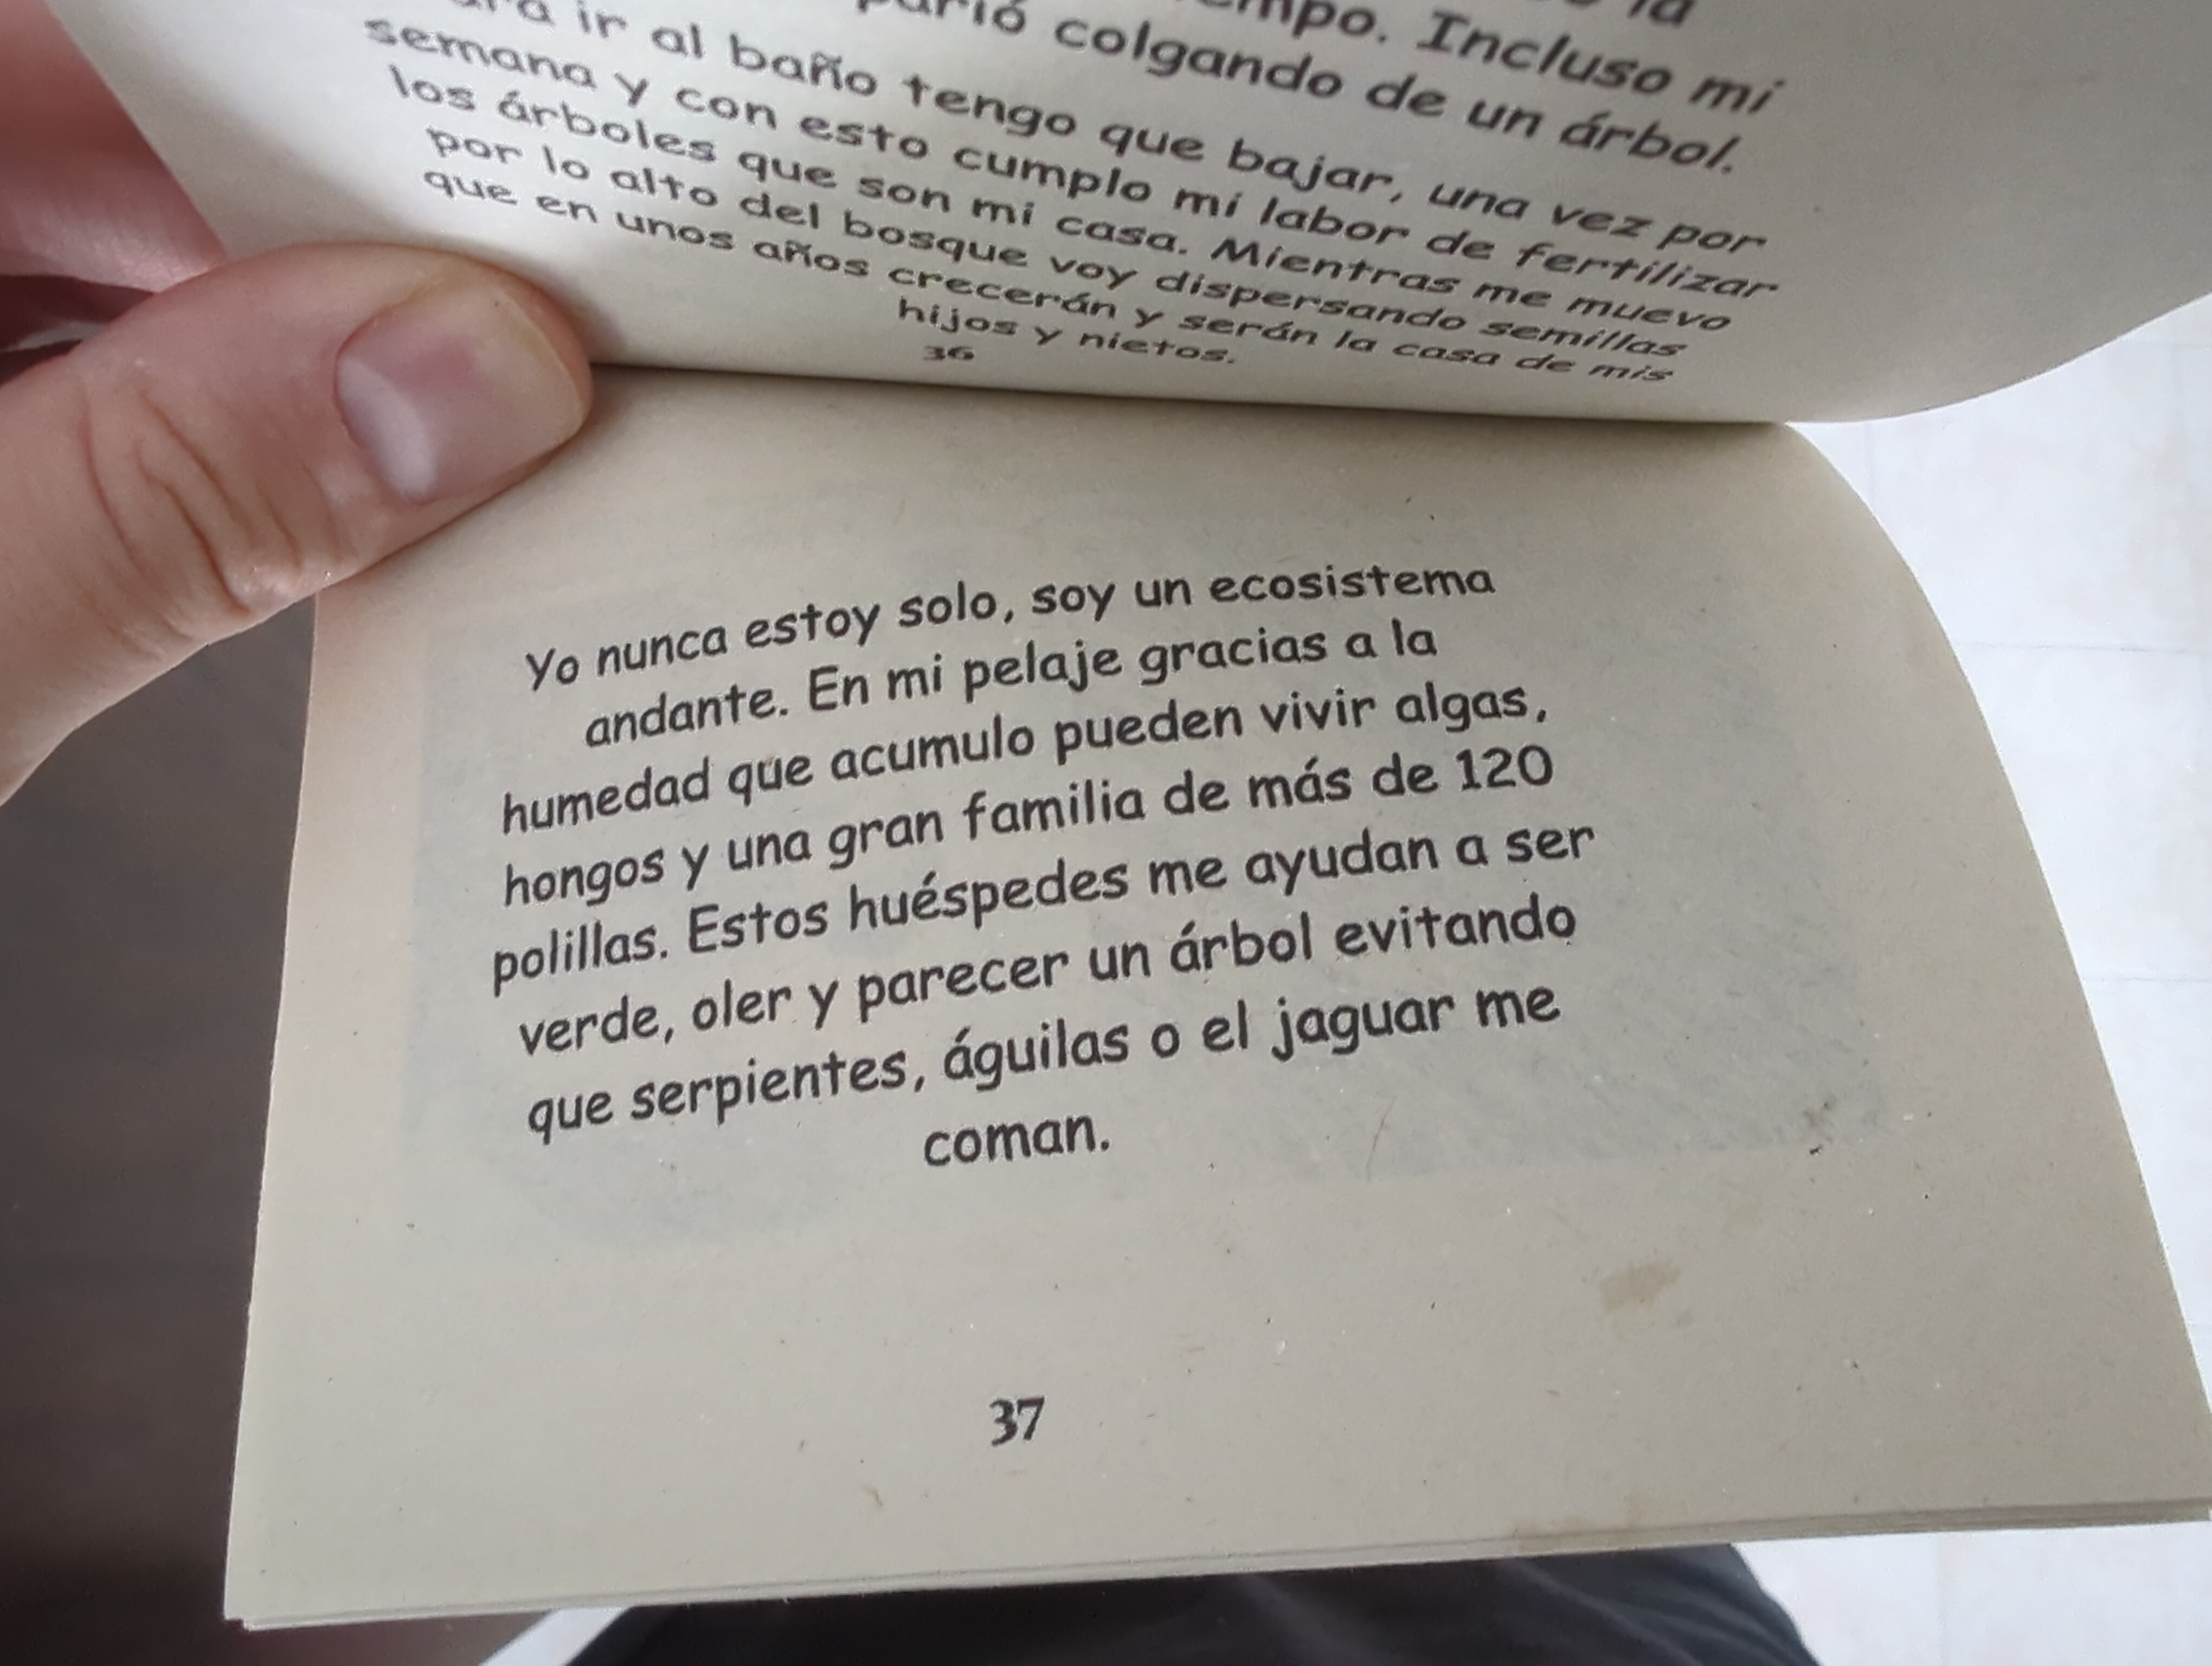 la
empo. Incluso mi
parió colgando de un árbol.
ir al baño tengo que bajar, una vez por
semana y con esto cumplo mi labor de fertilizar
los árboles que son mi casa. Mientras me muevo
por lo alto del bosque voy dispersando semillas
que en unos años crecerán y serán la casa de mis
hijos y nietos.
36
Yo nunca estoy solo, soy un ecosistema
andante. En mi pelaje gracias a la
humedad que acumulo pueden vivir algas,
hongos y una gran familia de más de 120
polillas. Estos huéspedes me ayudan a ser
verde, oler y parecer un árbol evitando
que serpientes, águilas o el jaguar me
coman.
37